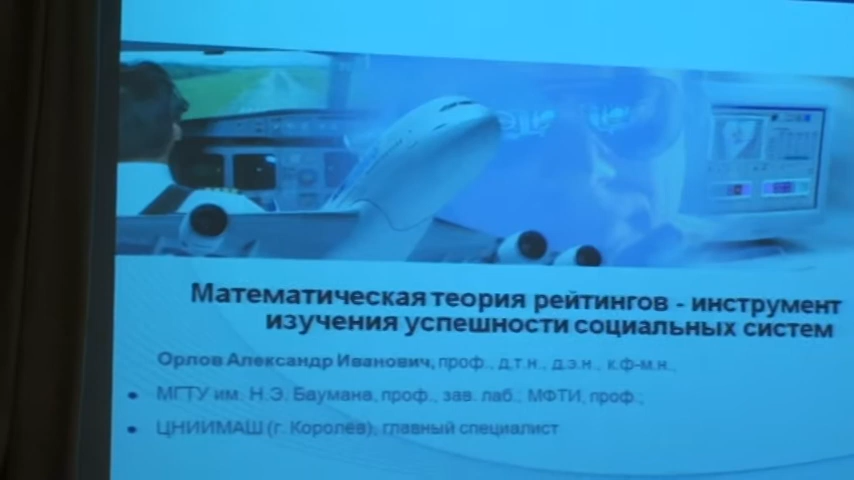 Математическая теория рейтингов - инструмент
изучения успешности социальных систем
Орлов Александр Иванович, проф., д.т.н., д.э.н., к.ф-м.н.,
• МГТУ им. Н.Э. Баумана, проф., зав. лаб.; МФТИ, проф.;
• ЦНИИМАШ (г. Королёв), главный специалист